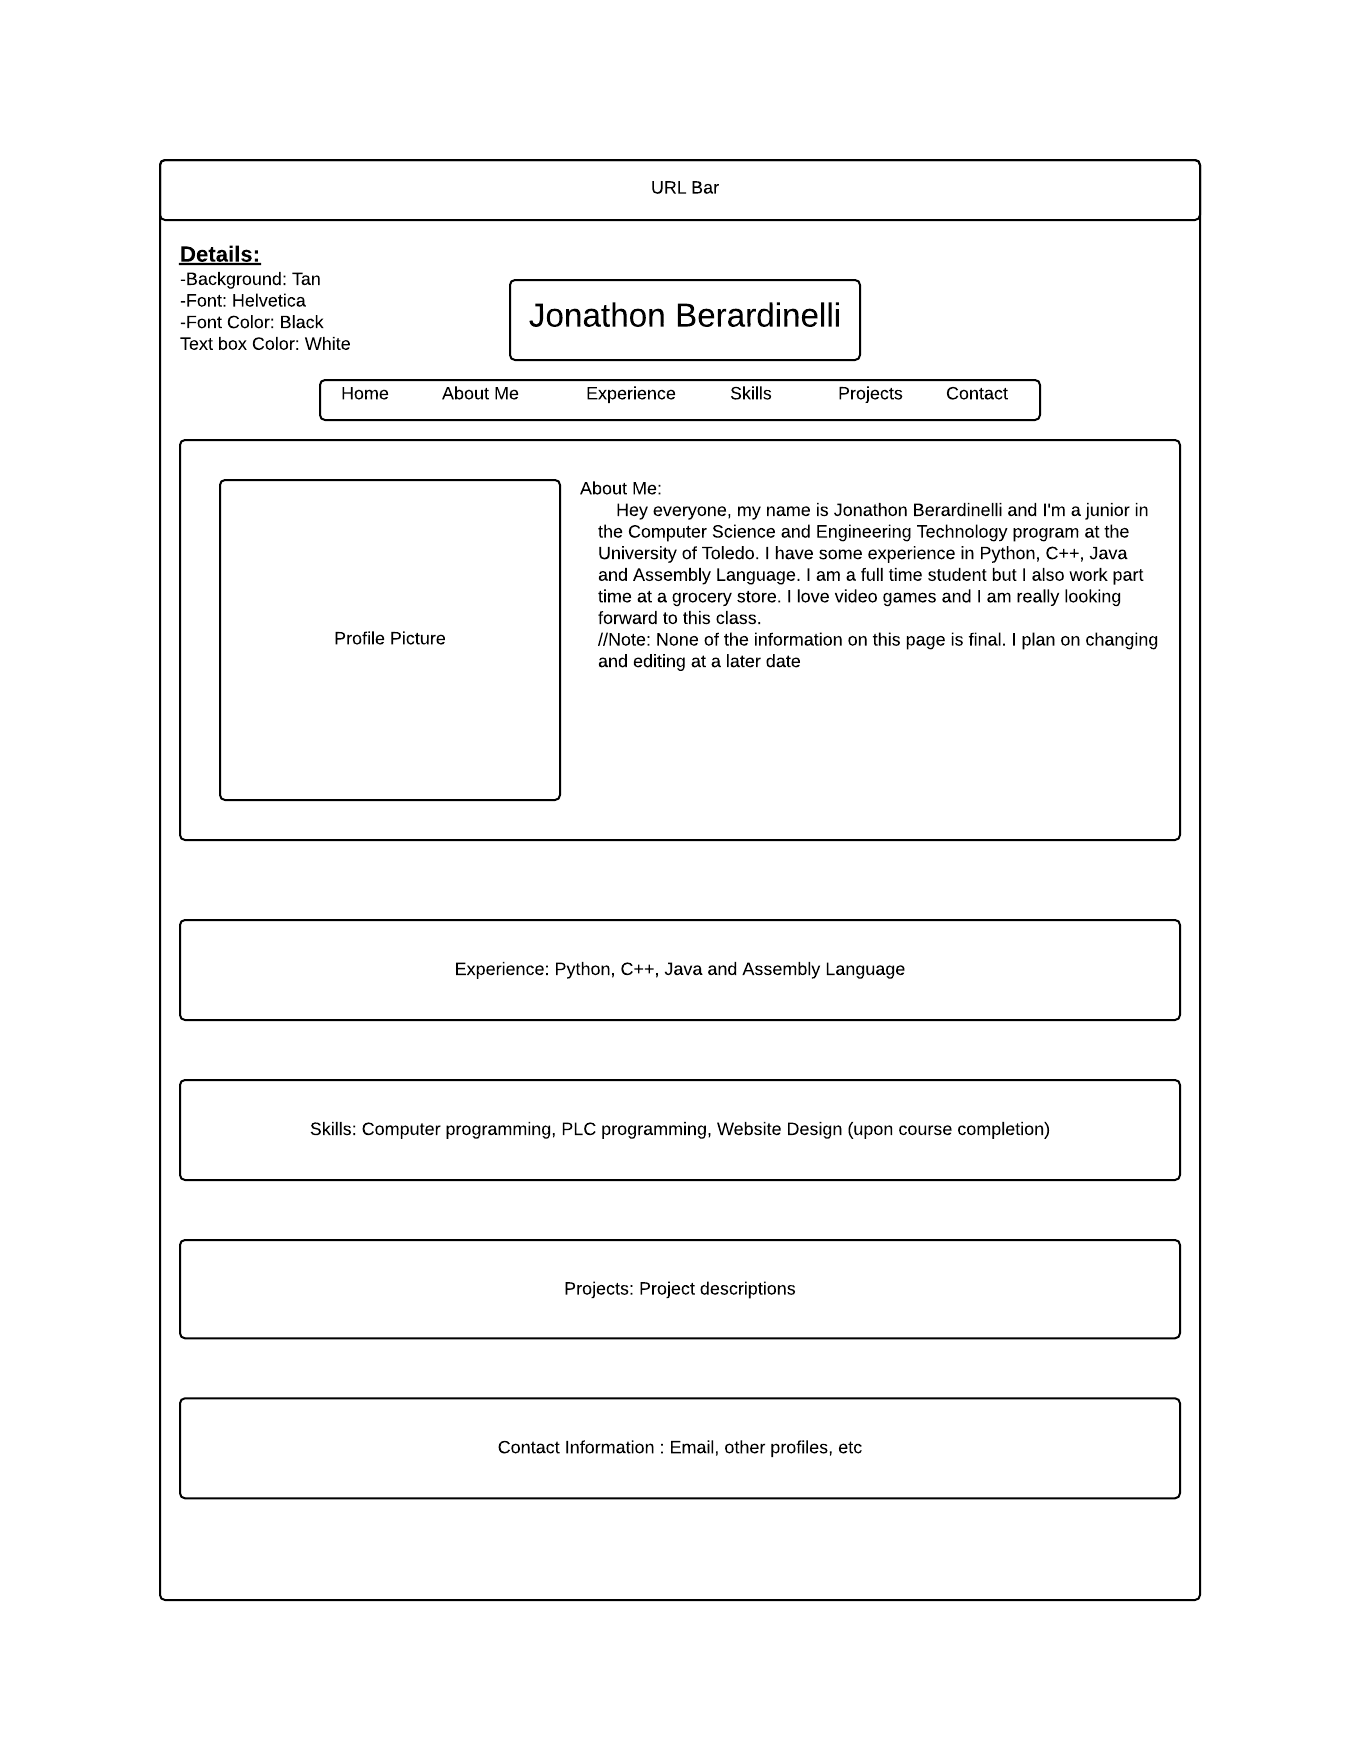 URL Bar
Details:
-Background: Tan
-Font: Helvetica
-Font Color: Black
Text box Color: White
Jonathon Berardinelli
Home About Me Experience Skills Projects Contact
Profile Picture
About Me:
Hey everyone, my name is Jonathon Berardinelli and I'm a junior in
the Computer Science and Engineering Technology program at the
University of Toledo. I have some experience in Python, C++, Java
and Assembly Language. I am a full time student but I also work part
time at a grocery store. I love video games and I am really looking
forward to this class.
//Note: None of the information on this page is final. I plan on changing
and editing at a later date
Experience: Python, C++, Java and Assembly Language
Skills: Computer programming, PLC programming, Website Design (upon course completion)
Projects: Project descriptions
Contact Information : Email, other profiles, etc